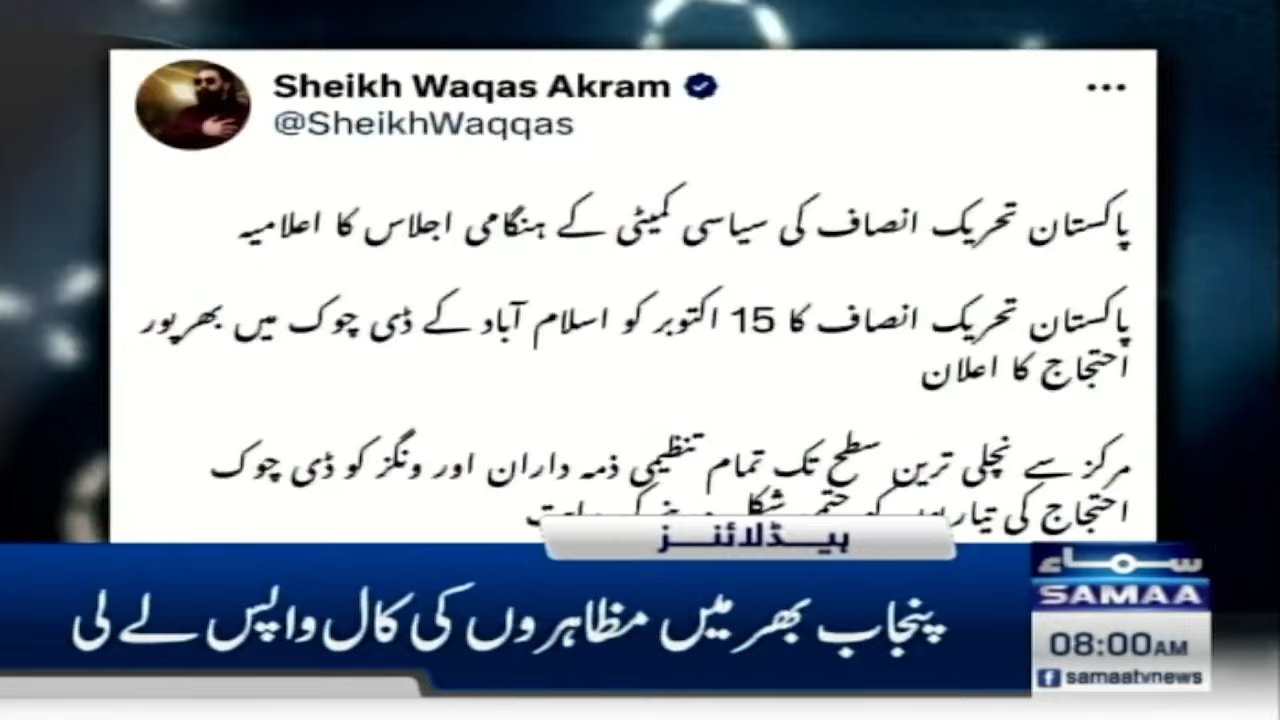 Sheikh Waqas Akram
@SheikhWaqqas
پاکستان تحریک انصاف کی سیاسی کمیٹی کے ہنگامی اجلاس کا اعلامیہ
پاکستان تحریک انصاف کا 15 اکتوبر کو اسلام آباد کے ڈی چوک میں بھرپور
احتجاج کا اعلان
مرکز سے نچلی ترین سطح تک تمام تنظیمی ذمہ داران اور ونگز کو ڈی چوک
احتجاج کی تیاریوں کو حتمی شکل
ہیڈلائنز
پنجاب بھر میں مظاہروں کی کال واپس لے لی
سماء
SAMAA
08:00AM
samaatvnews